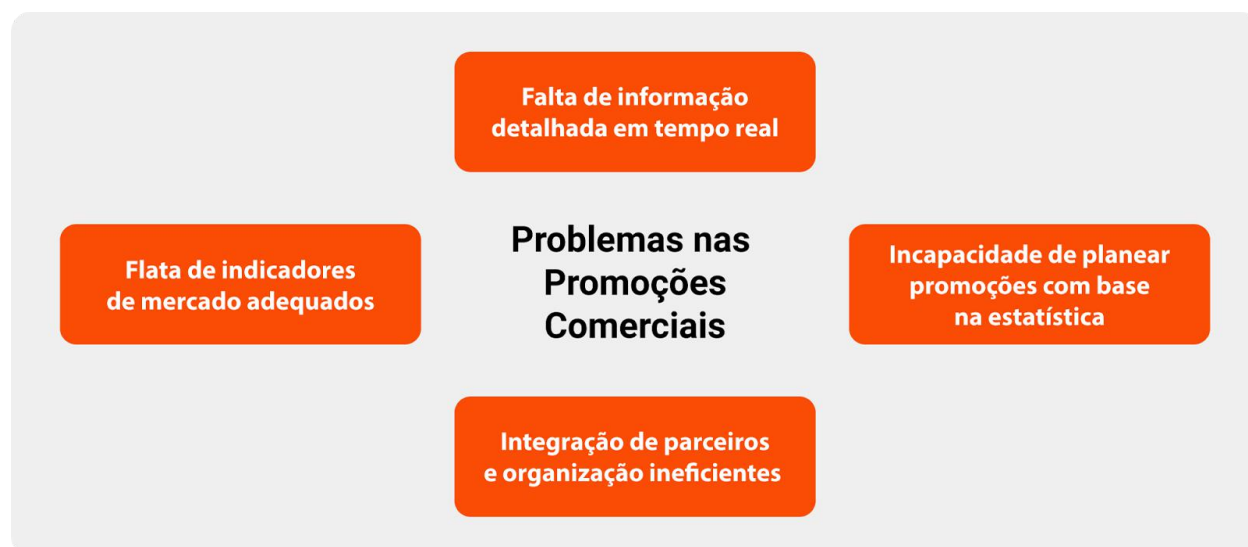 Falta de informação
detalhada em tempo real
Flata de indicadores
de mercado adequados
Problemas nas
Promoções
Comerciais
Incapacidade de planear
promoções com base
na estatística
Integração de parceiros
e organização ineficientes